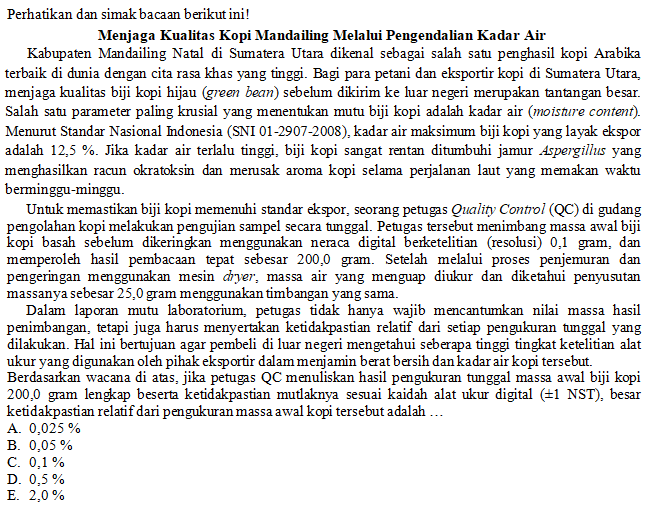 Perhatikan dan simak bacaan berikut ini!
Menjaga Kualitas Kopi Mandailing Melalui Pengendalian Kadar Air
Kabupaten Mandailing Natal di Sumatera Utara dikenal sebagai salah satu penghasil kopi Arabika
terbaik di dunia dengan cita rasa khas yang tinggi. Bagi para petani dan eksportir kopi di Sumatera Utara,
menjaga kualitas biji kopi hijau (green bean) sebelum dikirim ke luar negeri merupakan tantangan besar.
Salah satu parameter paling krusial yang menentukan mutu biji kopi adalah kadar air (moisture content).
Menurut Standar Nasional Indonesia (SNI 01-2907-2008), kadar air maksimum biji kopi yang layak ekspor
adalah 12,5 %. Jika kadar air terlalu tinggi, biji kopi sangat rentan ditumbuhi jamur Aspergillus yang
menghasilkan racun okratoksin dan merusak aroma kopi selama perjalanan laut yang memakan waktu
berminggu-minggu.
Untuk memastikan biji kopi memenuhi standar ekspor, seorang petugas Quality Control (QC) di gudang
pengolahan kopi melakukan pengujian sampel secara tunggal. Petugas tersebut menimbang massa awal biji
kopi basah sebelum dikeringkan menggunakan neraca digital berketelitian (resolusi) 0,1 gram, dan
memperoleh hasil pembacaan tepat sebesar 200,0 gram. Setelah melalui proses penjemuran dan
pengeringan menggunakan mesin dryer, massa air yang menguap diukur dan diketahui penyusutan
massanya sebesar 25,0 gram menggunakan timbangan yang sama.
Dalam laporan mutu laboratorium, petugas tidak hanya wajib mencantumkan nilai massa hasil
penimbangan, tetapi juga harus menyertakan ketidakpastian relatif dari setiap pengukuran tunggal yang
dilakukan. Hal ini bertujuan agar pembeli di luar negeri mengetahui seberapa tinggi tingkat ketelitian alat
ukur yang digunakan oleh pihak eksportir dalam menjamin berat bersih dan kadar air kopi tersebut.
Berdasarkan wacana di atas, jika petugas QC menuliskan hasil pengukuran tunggal massa awal biji kopi
200,0 gram lengkap beserta ketidakpastian mutlaknya sesuai kaidah alat ukur digital (±1 NST), besar
ketidakpastian relatif dari pengukuran massa awal kopi tersebut adalah …
A. 0,025 %
B. 0,05 %
C. 0,1 %
D. 0,5 %
E. 2,0 %